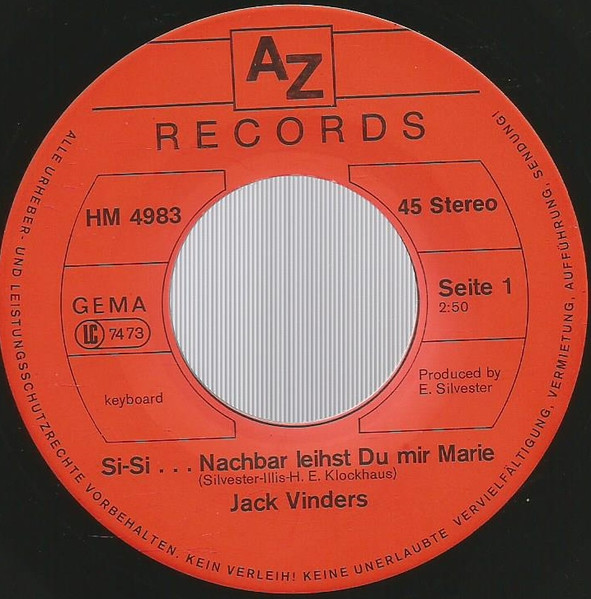 AZ
RECORDS
HM 4983
45 Stereo
GEMA
LC 7473
Seite 1
2:50
keyboard
Produced by
E. Silvester
Si-Si . . . Nachbar leihst Du mir Marie
(Silvester-Illis-H. E. Klockhaus)
Jack Vinders
ALLE URHEBER- UND LEISTUNGSSCHUTZRECHTE VORBEHALTEN. KEIN VERLEIH! KEINE UNERLAUBTE VERVIELFÄLTIGUNG, VERMIETUNG, AUFFÜHRUNG, SENDUNG!